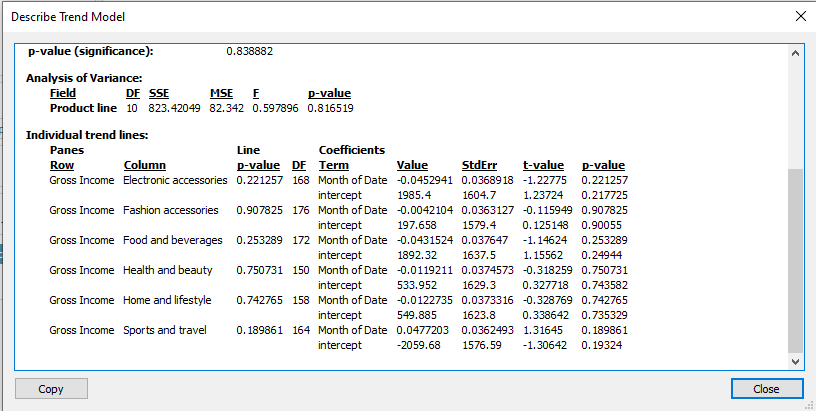 Describe Trend Model
p-value (significance): 0.838882
Analysis of Variance:
Field DF SSE MSE F p-value
Product line 10 823.42049 82.342 0.597896 0.816519
Individual trend lines:
Panes Line Coefficients
Row Column p-value DF Term Value StdErr t-value p-value
Gross Income Electronic accessories 0.221257 168 Month of Date -0.0452941 0.0368918 -1.22775 0.221257
intercept 1985.4 1604.7 1.23724 0.217725
Gross Income Fashion accessories 0.907825 176 Month of Date -0.0042104 0.0363127 -0.115949 0.907825
intercept 197.658 1579.4 0.125148 0.90055
Gross Income Food and beverages 0.253289 172 Month of Date -0.0431524 0.037647 -1.14624 0.253289
intercept 1892.32 1637.5 1.15562 0.24944
Gross Income Health and beauty 0.750731 150 Month of Date -0.0119211 0.0374573 -0.318259 0.750731
intercept 533.952 1629.3 0.327718 0.743582
Gross Income Home and lifestyle 0.742765 158 Month of Date -0.0122735 0.0373316 -0.328769 0.742765
intercept 549.885 1623.8 0.338642 0.735329
Gross Income Sports and travel 0.189861 164 Month of Date 0.0477203 0.0362493 1.31645 0.189861
intercept -2059.68 1576.59 -1.30642 0.19324
Copy Close